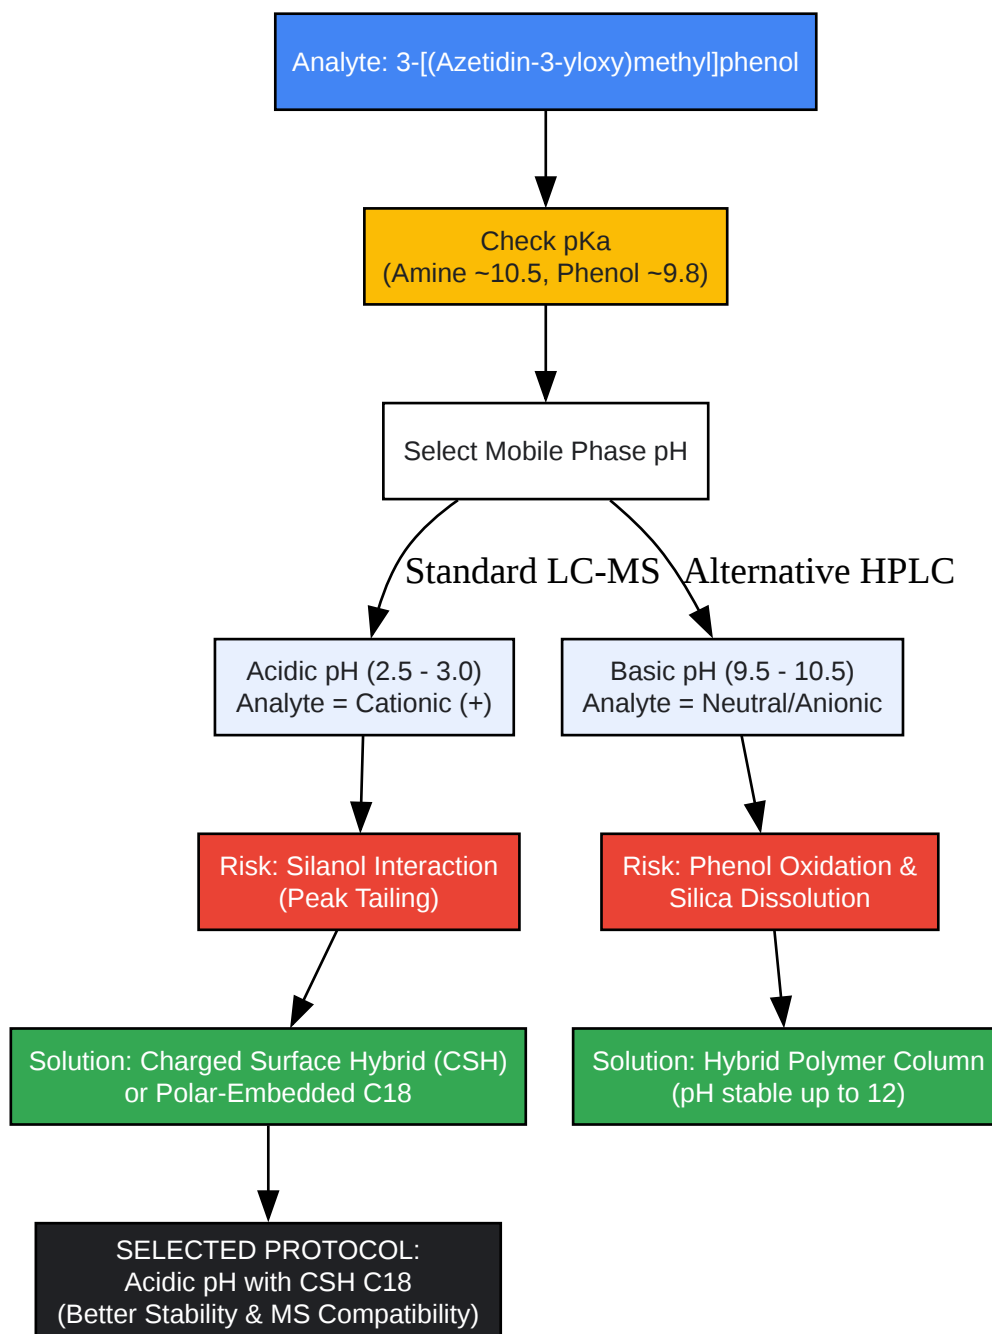 Analyte: 3-[(Azetidin-3-yloxy)methyl]phenol
Check pKa
(Amine ~10.5, Phenol ~9.8)
Select Mobile Phase pH
Standard LC-MS
Alternative HPLC
Acidic pH (2.5 - 3.0)
Analyte = Cationic (+)
Basic pH (9.5 - 10.5)
Analyte = Neutral/Anionic
Risk: Silanol Interaction
(Peak Tailing)
Risk: Phenol Oxidation &
Silica Dissolution
Solution: Charged Surface Hybrid (CSH)
or Polar-Embedded C18
Solution: Hybrid Polymer Column
(pH stable up to 12)
SELECTED PROTOCOL:
Acidic pH with CSH C18
(Better Stability & MS Compatibility)